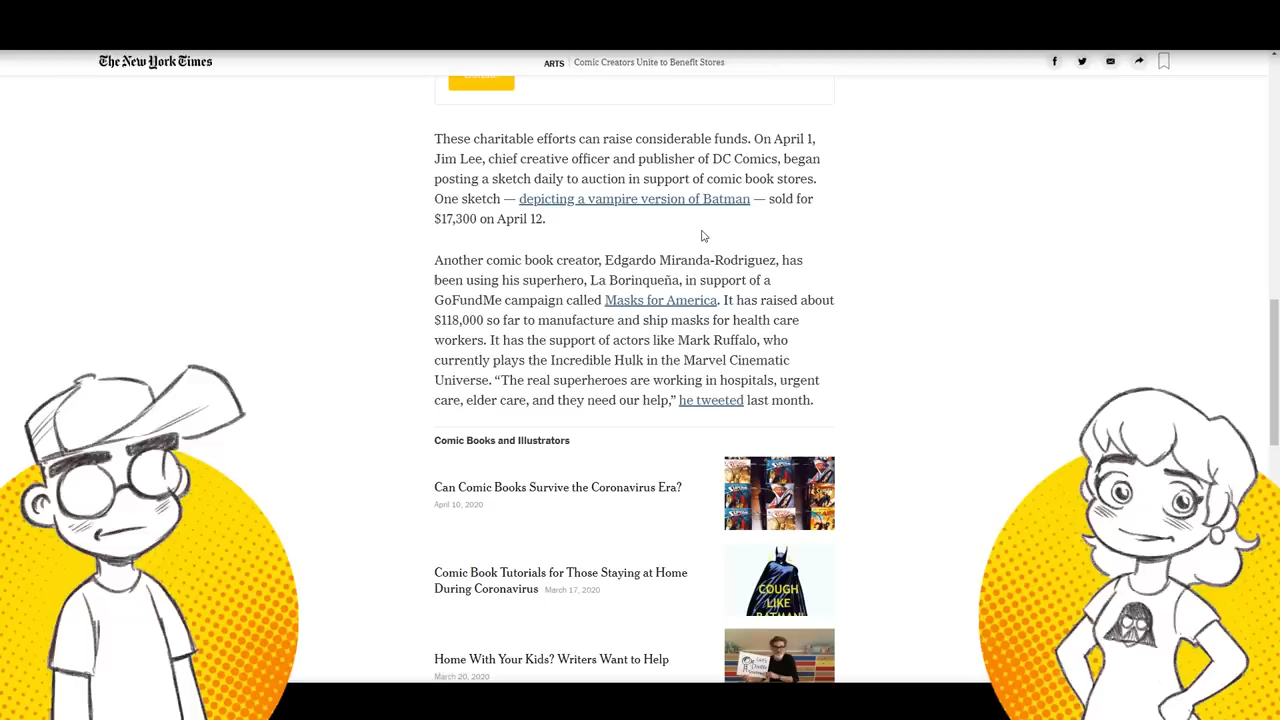 The New York Times
ARTS | Comic Creators Unite to Benefit Stores
These charitable efforts can raise considerable funds. On April 1,
Jim Lee, chief creative officer and publisher of DC Comics, began
posting a sketch daily to auction in support of comic book stores.
One sketch — depicting a vampire version of Batman — sold for
$17,300 on April 12.
Another comic book creator, Edgardo Miranda-Rodriguez, has
been using his superhero, La Borinqueña, in support of a
GoFundMe campaign called Masks for America. It has raised about
$118,000 so far to manufacture and ship masks for health care
workers. It has the support of actors like Mark Ruffalo, who
currently plays the Incredible Hulk in the Marvel Cinematic
Universe. “The real superheroes are working in hospitals, urgent
care, elder care, and they need our help,” he tweeted last month.
Comic Books and Illustrators
Can Comic Books Survive the Coronavirus Era?
April 10, 2020
Comic Book Tutorials for Those Staying at Home
During Coronavirus March 17, 2020
COUGH
LIKE
BATMAN!
Home With Your Kids? Writers Want to Help
March 20, 2020